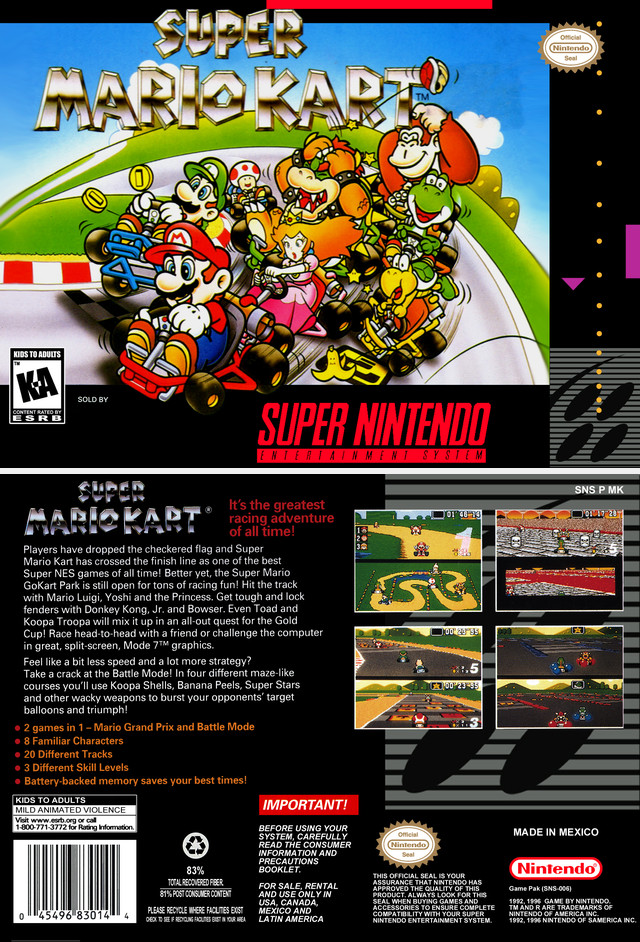 SUPER
MARIO KART
TM
Official
Nintendo
Seal
M
L
KIDS TO ADULTS
TM
KA
CONTENT RATED BY
ESRB
SOLD BY
SUPER NINTENDO
ENTERTAINMENT SYSTEM
SUPER
MARIO KART®
It's the greatest
racing adventure
of all time!
SNS P MK
Players have dropped the checkered flag and Super
Mario Kart has crossed the finish line as one of the best
Super NES games of all time! Better yet, the Super Mario
GoKart Park is still open for tons of racing fun! Hit the track
with Mario Luigi, Yoshi and the Princess. Get tough and lock
fenders with Donkey Kong, Jr. and Bowser. Even Toad and
Koopa Troopa will mix it up in an all-out quest for the Gold
Cup! Race head-to-head with a friend or challenge the computer
in great, split-screen, Mode 7™ graphics.
Feel like a bit less speed and a lot more strategy?
Take a crack at the Battle Mode! In four different maze-like
courses you'll use Koopa Shells, Banana Peels, Super Stars
and other wacky weapons to burst your opponents' target
balloons and triumph!
• 2 games in 1 – Mario Grand Prix and Battle Mode
• 8 Familiar Characters
• 20 Different Tracks
• 3 Different Skill Levels
• Battery-backed memory saves your best times!
KIDS TO ADULTS
MILD ANIMATED VIOLENCE
Visit www.esrb.org or call
1-800-771-3772 for Rating Information.
0 45496 83014 4
83%
TOTAL RECOVERED FIBER,
81% POST CONSUMER CONTENT
PLEASE RECYCLE WHERE FACILITIES EXIST
CHECK TO SEE IF RECYCLING FACILITIES EXIST IN YOUR AREA
IMPORTANT!
BEFORE USING YOUR
SYSTEM, CAREFULLY
READ THE CONSUMER
INFORMATION AND
PRECAUTIONS
BOOKLET.
FOR SALE, RENTAL
AND USE ONLY IN
USA, CANADA,
MEXICO AND
LATIN AMERICA
Official
Nintendo
Seal
THIS OFFICIAL SEAL IS YOUR
ASSURANCE THAT NINTENDO HAS
APPROVED THE QUALITY OF THIS
PRODUCT. ALWAYS LOOK FOR THIS
SEAL WHEN BUYING GAMES AND
ACCESSORIES TO ENSURE COMPLETE
COMPATIBILITY WITH YOUR SUPER
NINTENDO ENTERTAINMENT SYSTEM.
MADE IN MEXICO
Nintendo
Game Pak (SNS-006)
1992, 1996 GAME BY NINTENDO.
TM AND R ARE TRADEMARKS OF
NINTENDO OF AMERICA INC.
1992, 1996 NINTENDO OF SAMERICA INC.